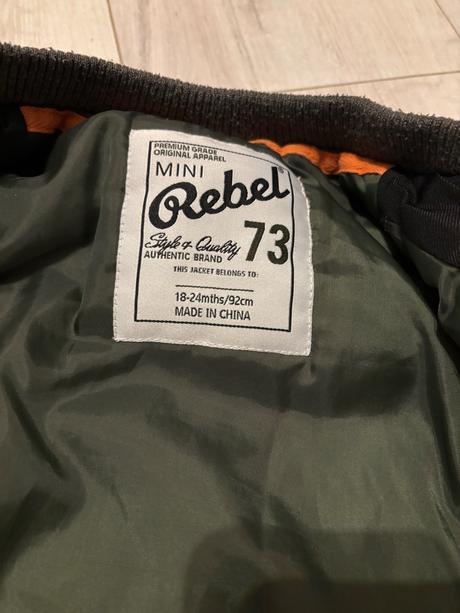 PREMIUM GRADE
ORIGINAL APPAREL
MINI
Rebel
Style & Quality 73
AUTHENTIC BRAND
THIS JACKET BELONGS TO:
18-24mths/92cm
MADE IN CHINA